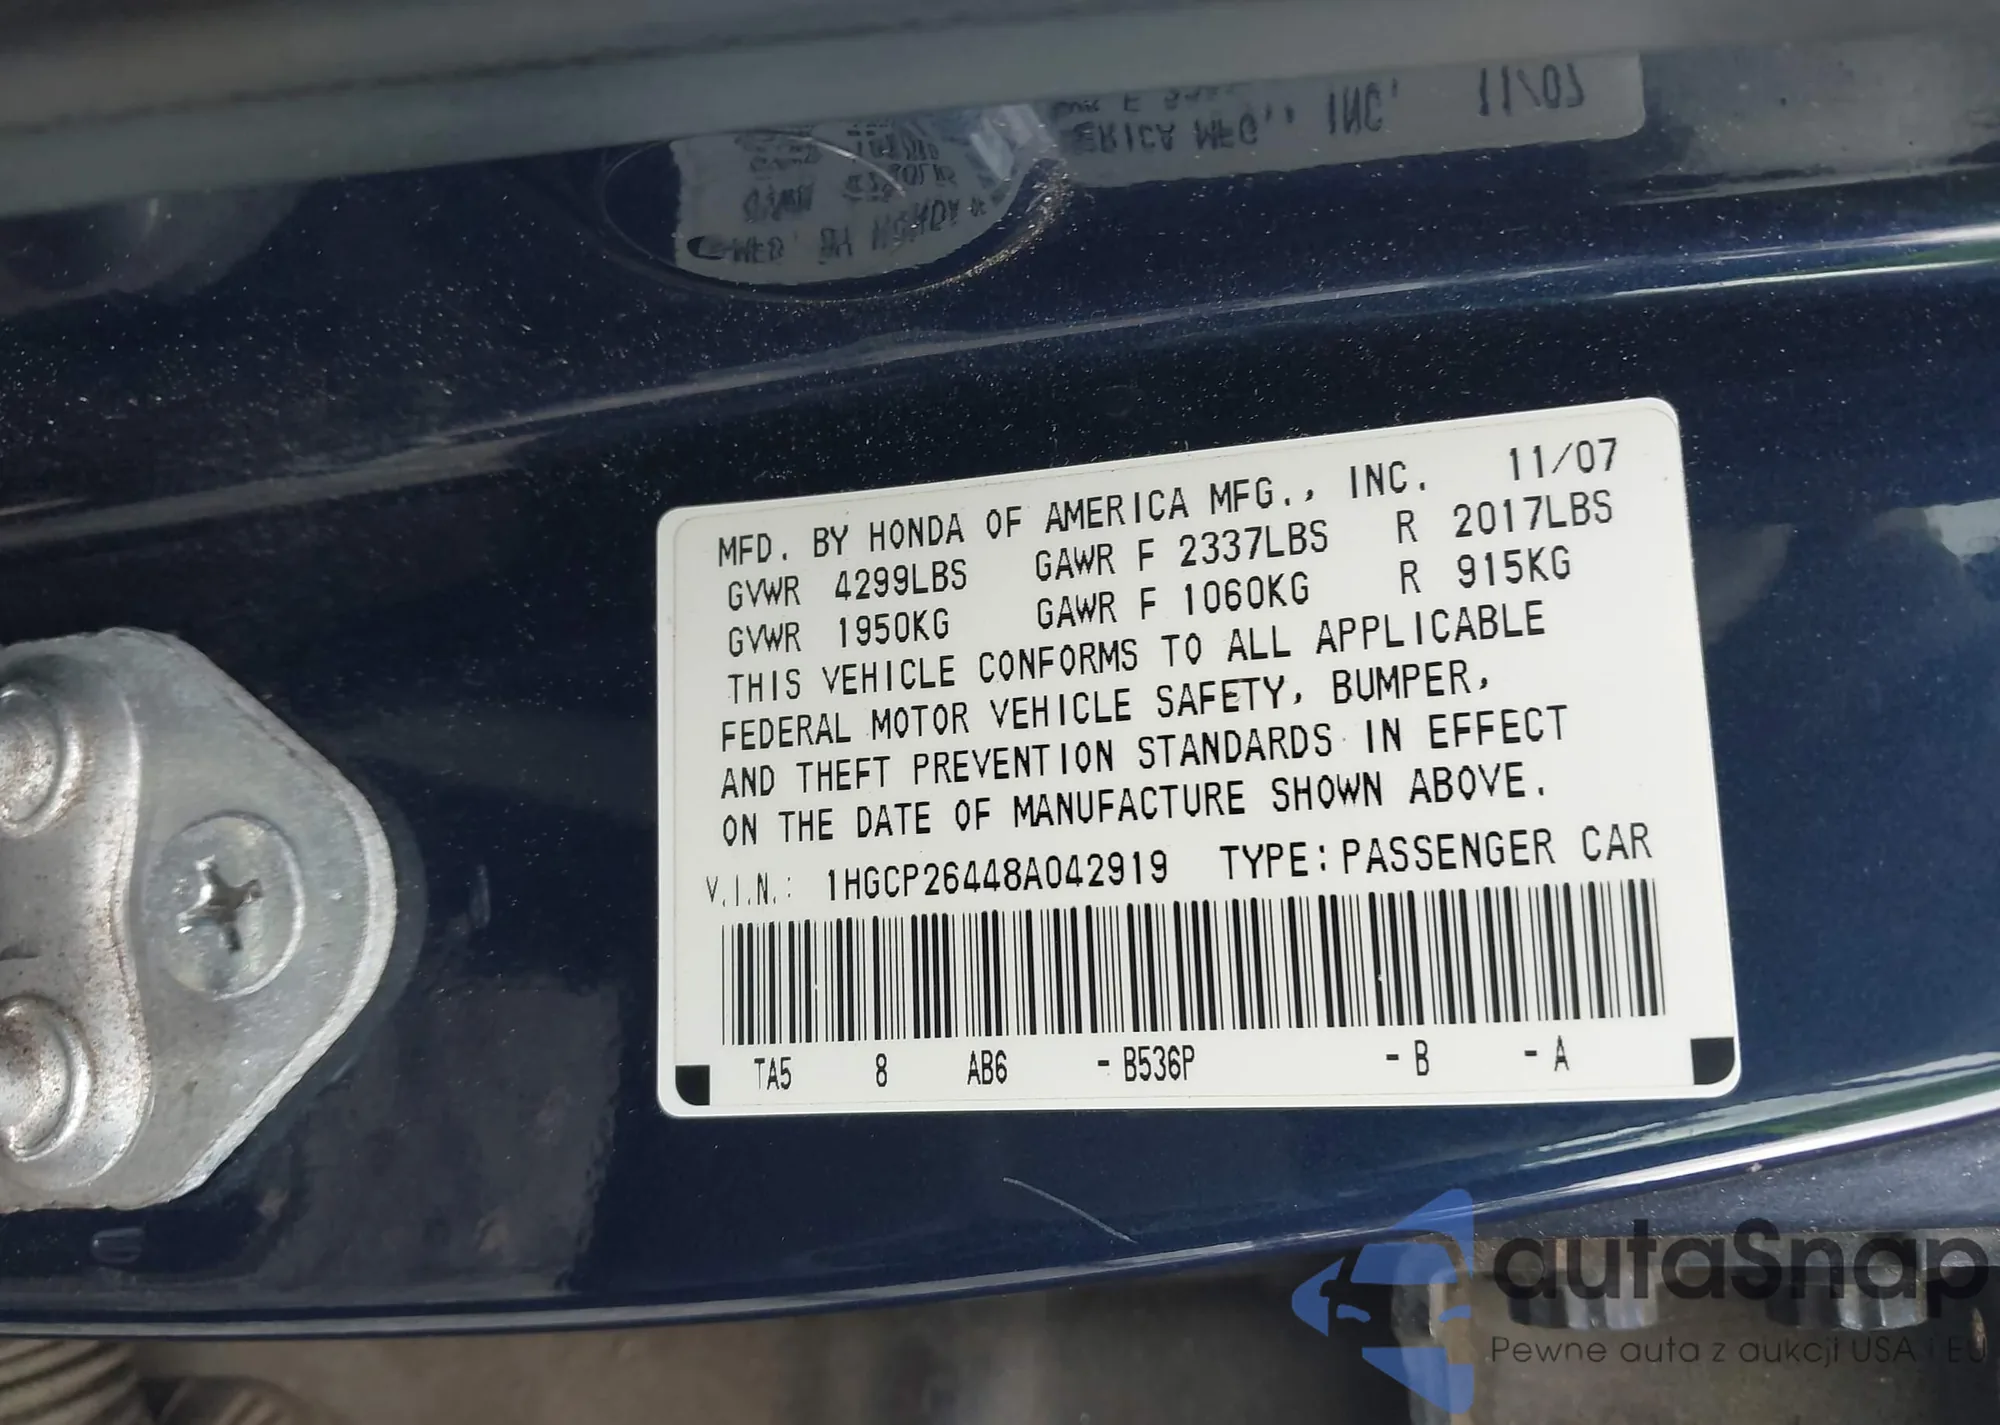 MFD. BY HONDA OF AMERICA MFG., INC. 11/07
GVWR 4299LBS GAWR F 2337LBS R 2017LBS
GVWR 1950KG GAWR F 1060KG R 915KG
THIS VEHICLE CONFORMS TO ALL APPLICABLE
FEDERAL MOTOR VEHICLE SAFETY, BUMPER,
AND THEFT PREVENTION STANDARDS IN EFFECT
ON THE DATE OF MANUFACTURE SHOWN ABOVE.
V.I.N.: 1HGCP26448A042919 TYPE:PASSENGER CAR
TA5 8 AB6 -B536P -B -A
autaSnap
Pewne auta z aukcji USA i EU